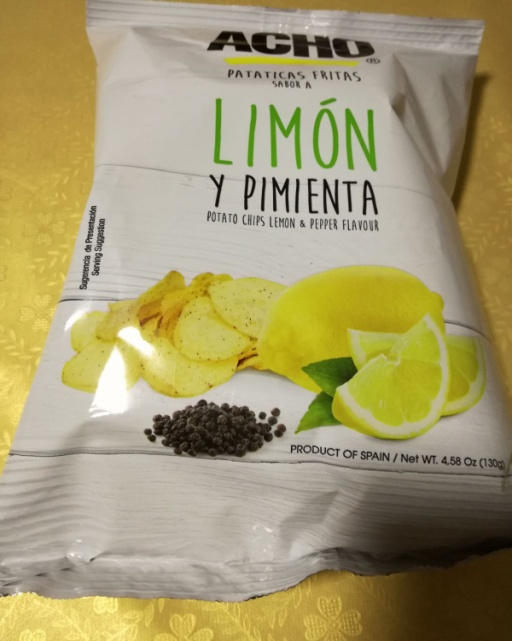 ACHO®
PATATICAS FRITAS
SABOR A
LIMÓN
Y PIMIENTA
POTATO CHIPS LEMON & PEPPER FLAVOUR
Sugerencia de Presentación
Serving Suggestion
PRODUCT OF SPAIN / Net WT. 4,58 Oz (130g)